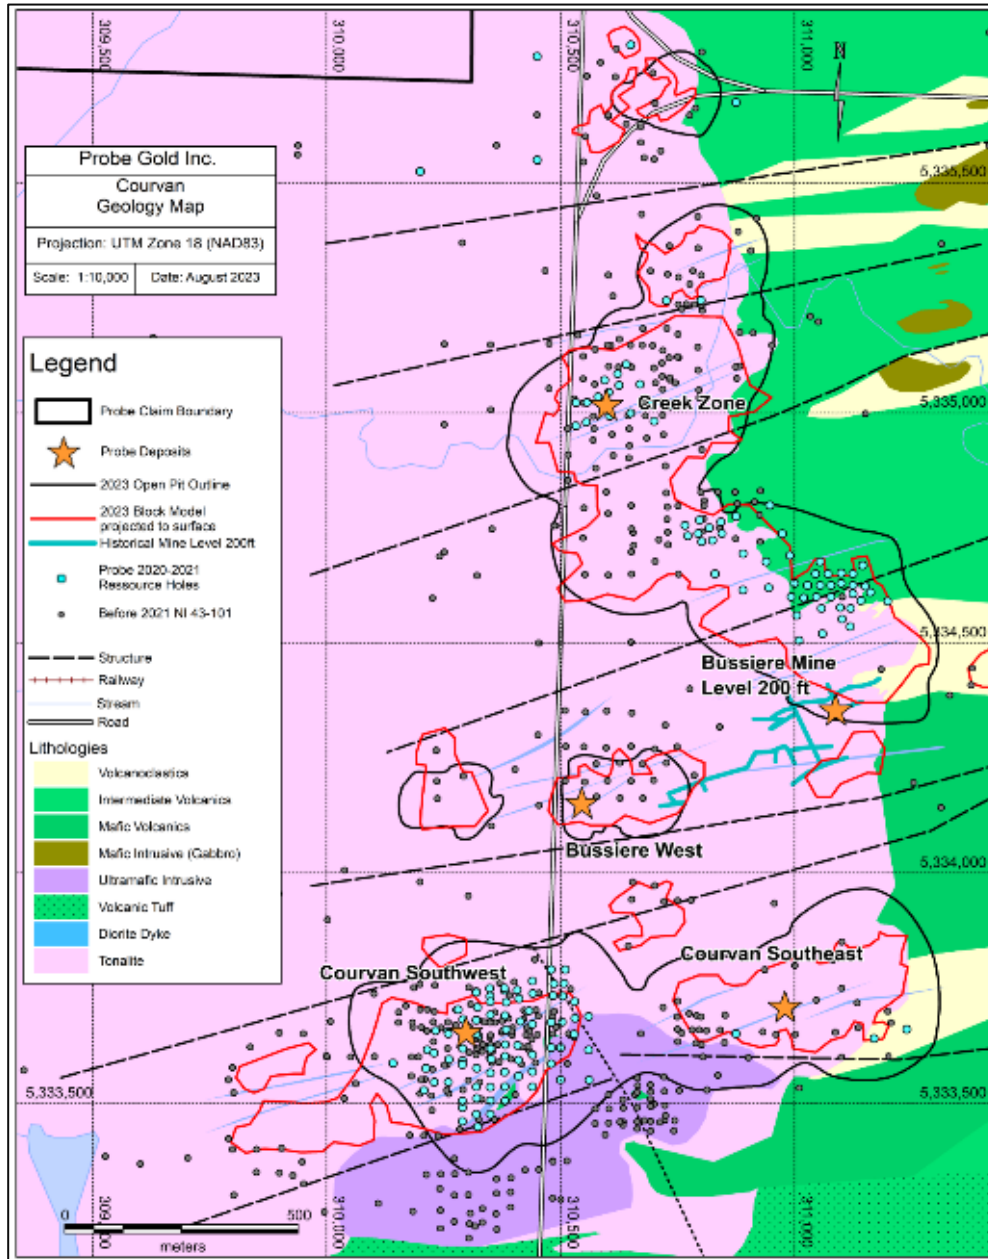 309,500
310,000
310,500
311,000
N
Probe Gold Inc.
Courvan
Geology Map
Projection: UTM Zone 18 (NAD83)
Scale: 1:10,000
Date: August 2023
5,335,500
Legend
Probe Claim Boundary
Probe Deposits
2023 Open Pit Outline
2023 Block Model
projected to surface
Historical Mine Level 200ft
Probe 2020-2021
Ressource Holes
Before 2021 NI 43-101
Structure
Railway
Stream
Road
Lithologies
Volcanoclastics
Intermediate Volcanics
Mafic Volcanics
Mafic Intrusive (Gabbro)
Ultramafic Intrusive
Volcanic Tuff
Diorite Dyke
Tonalite
Creek Zone
5,335,000
5,334,500
Bussiere Mine
Level 200 ft
Bussiere West
5,334,000
Courvan Southwest
Courvan Southeast
5,333,500
5,333,500
0
500
meters
310,000
310,500
311,000